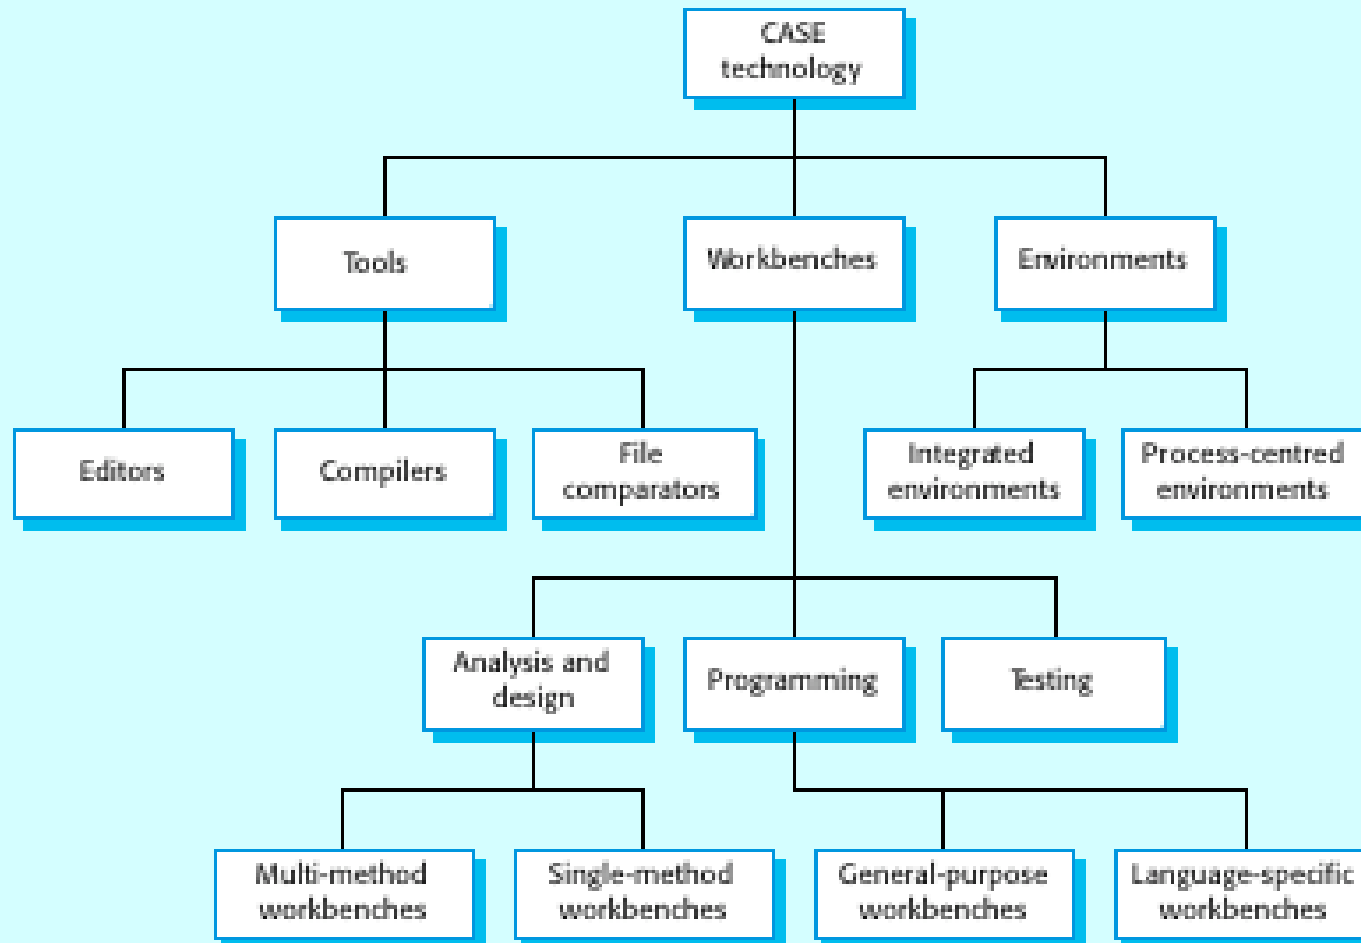 CASE
technology
Tools
Workbenches
Environments
Editors
Compilers
File
comparators
Integrated
environments
Process-centred
environments
Analysis and
design
Programming
Testing
Multi-method
workbenches
Single-method
workbenches
General-purpose
workbenches
Language-specific
workbenches